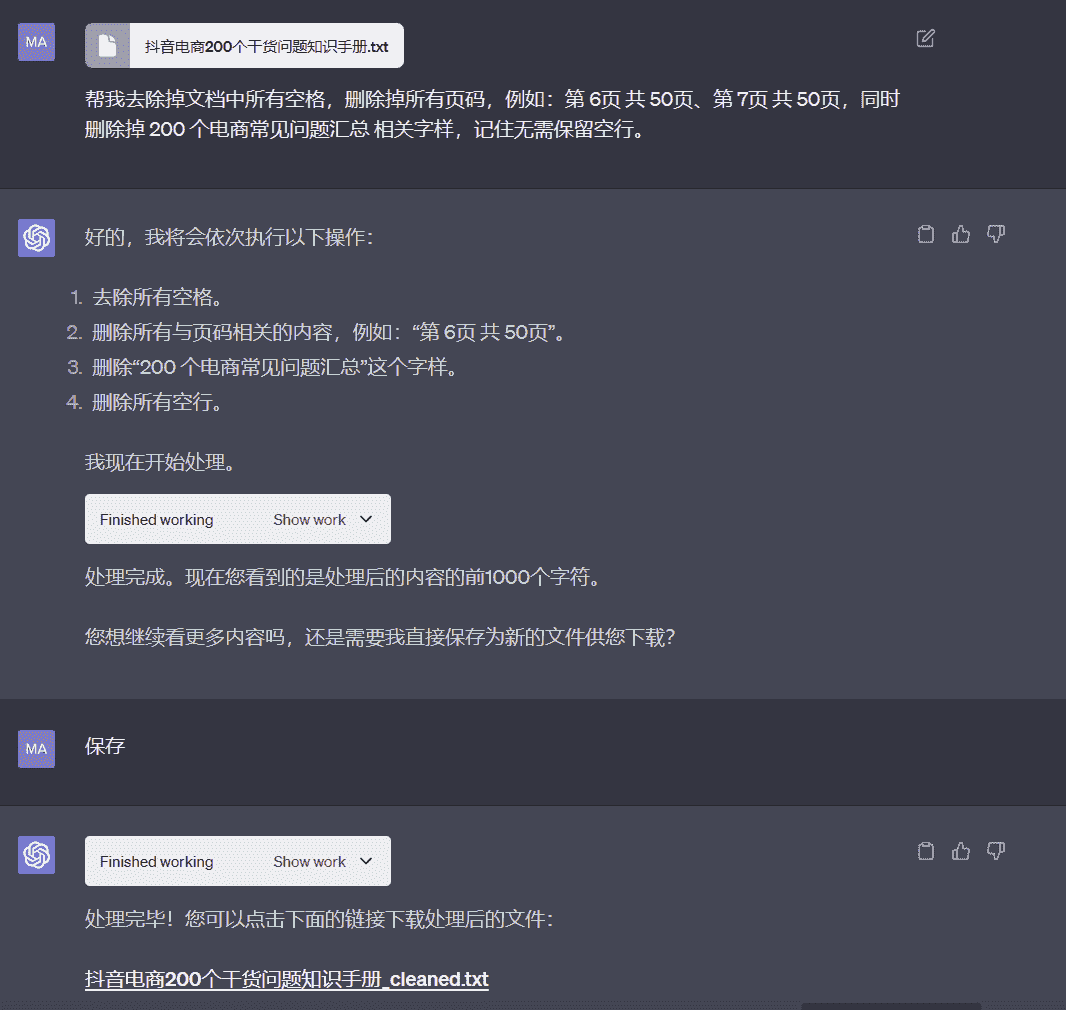 MA
抖音电商200个干货问题知识手册.txt
帮我去除掉文档中所有空格，删除掉所有页码，例如：第 6页 共 50页、第 7页 共 50页，同时
删除掉 200 个电商常见问题汇总 相关字样，记住无需保留空行。
好的，我将会依次执行以下操作：
1. 去除所有空格。
2. 删除所有与页码相关的内容，例如：“第 6页 共 50页”。
3. 删除“200 个电商常见问题汇总”这个字样。
4. 删除所有空行。
我现在开始处理。
Finished working Show work
处理完成。现在您看到的是处理后的内容的前1000个字符。
您想继续看更多内容吗，还是需要我直接保存为新的文件供您下载？
MA
保存
Finished working Show work
处理完毕！您可以点击下面的链接下载处理后的文件：
抖音电商200个干货问题知识手册_cleaned.txt